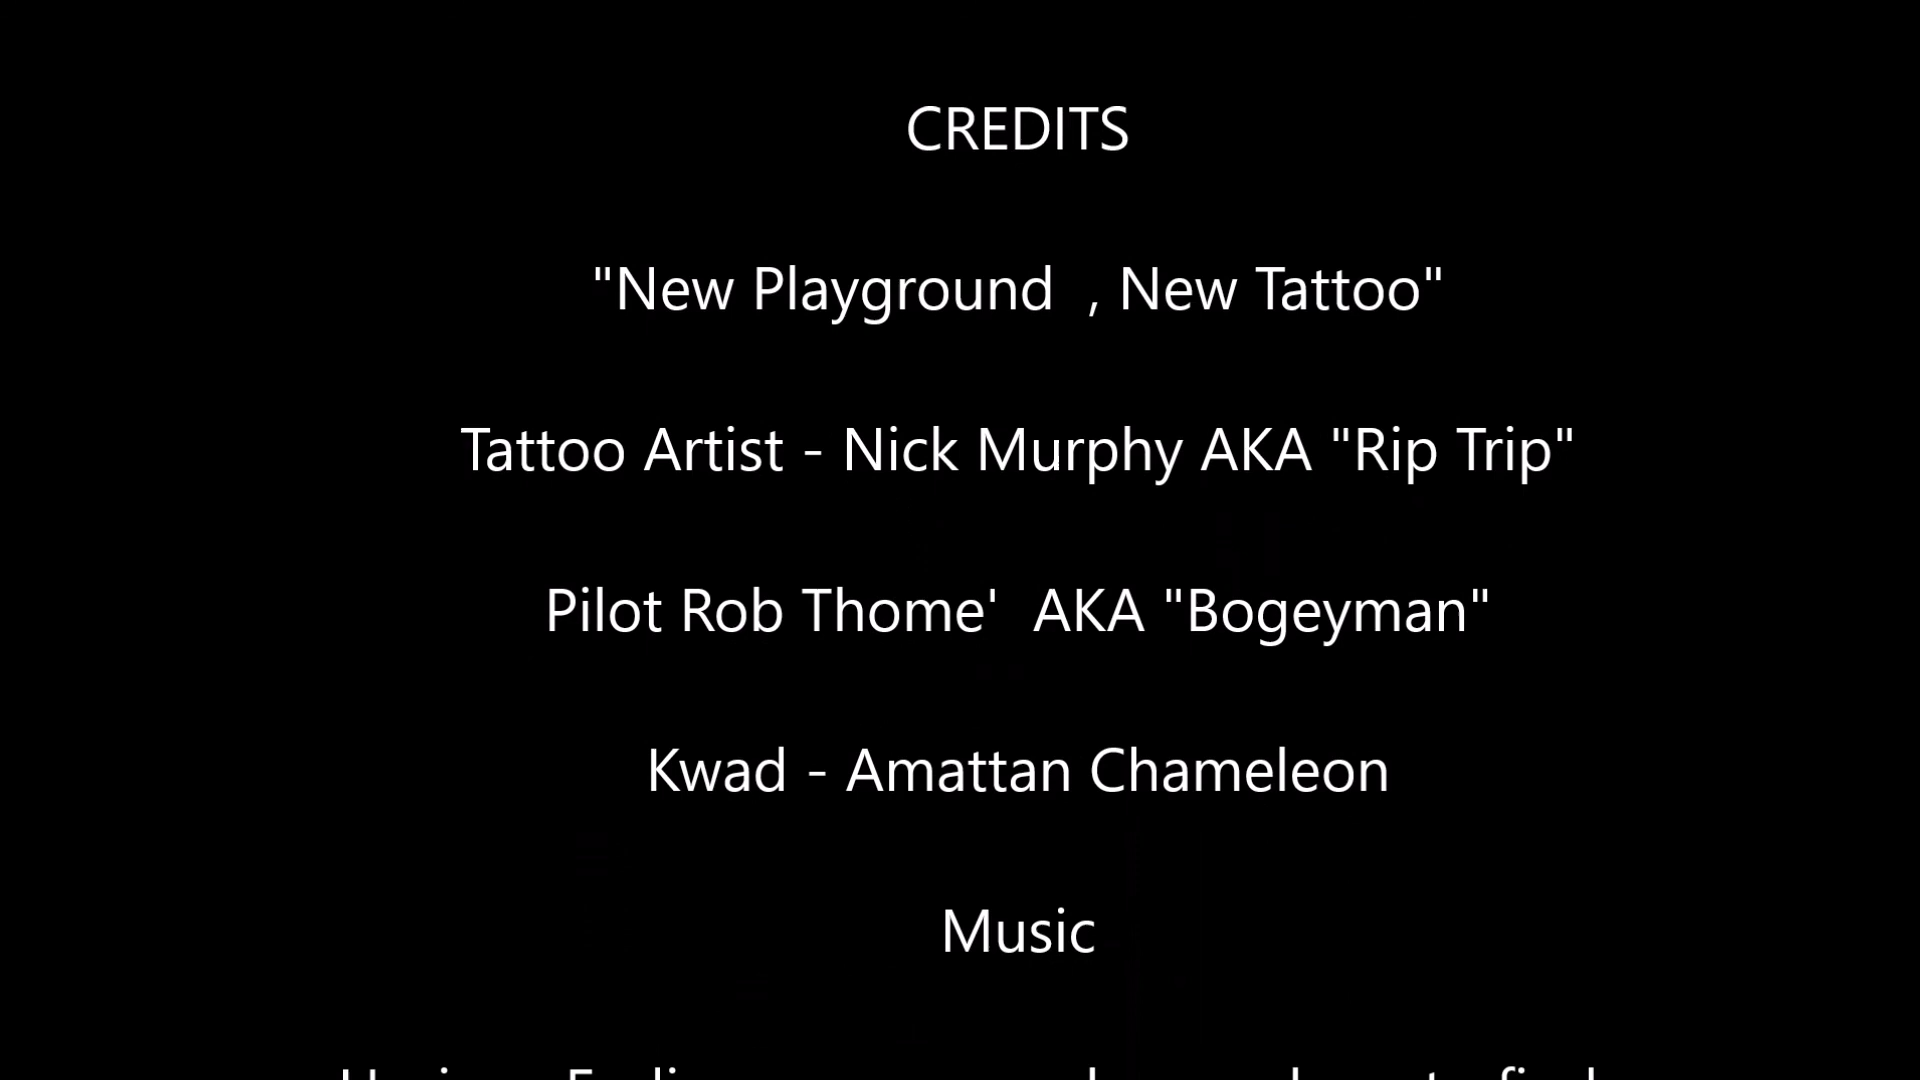 CREDITS
"New Playground  , New Tattoo"
Tattoo Artist - Nick Murphy AKA "Rip Trip"
Pilot Rob Thome'  AKA "Bogeyman"
Kwad - Amattan Chameleon
Music